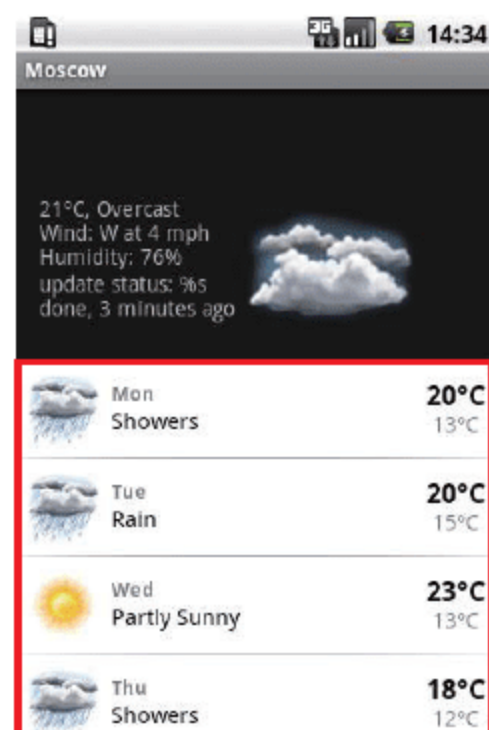 3G
14:34
Moscow
21°C, Overcast
Wind: W at 4 mph
Humidity: 76%
update status: %s
done, 3 minutes ago
Mon
20°C
Showers
13°C
Tue
20°C
Rain
15°C
Wed
23°C
Partly Sunny
13°C
Thu
18°C
Showers
12°C